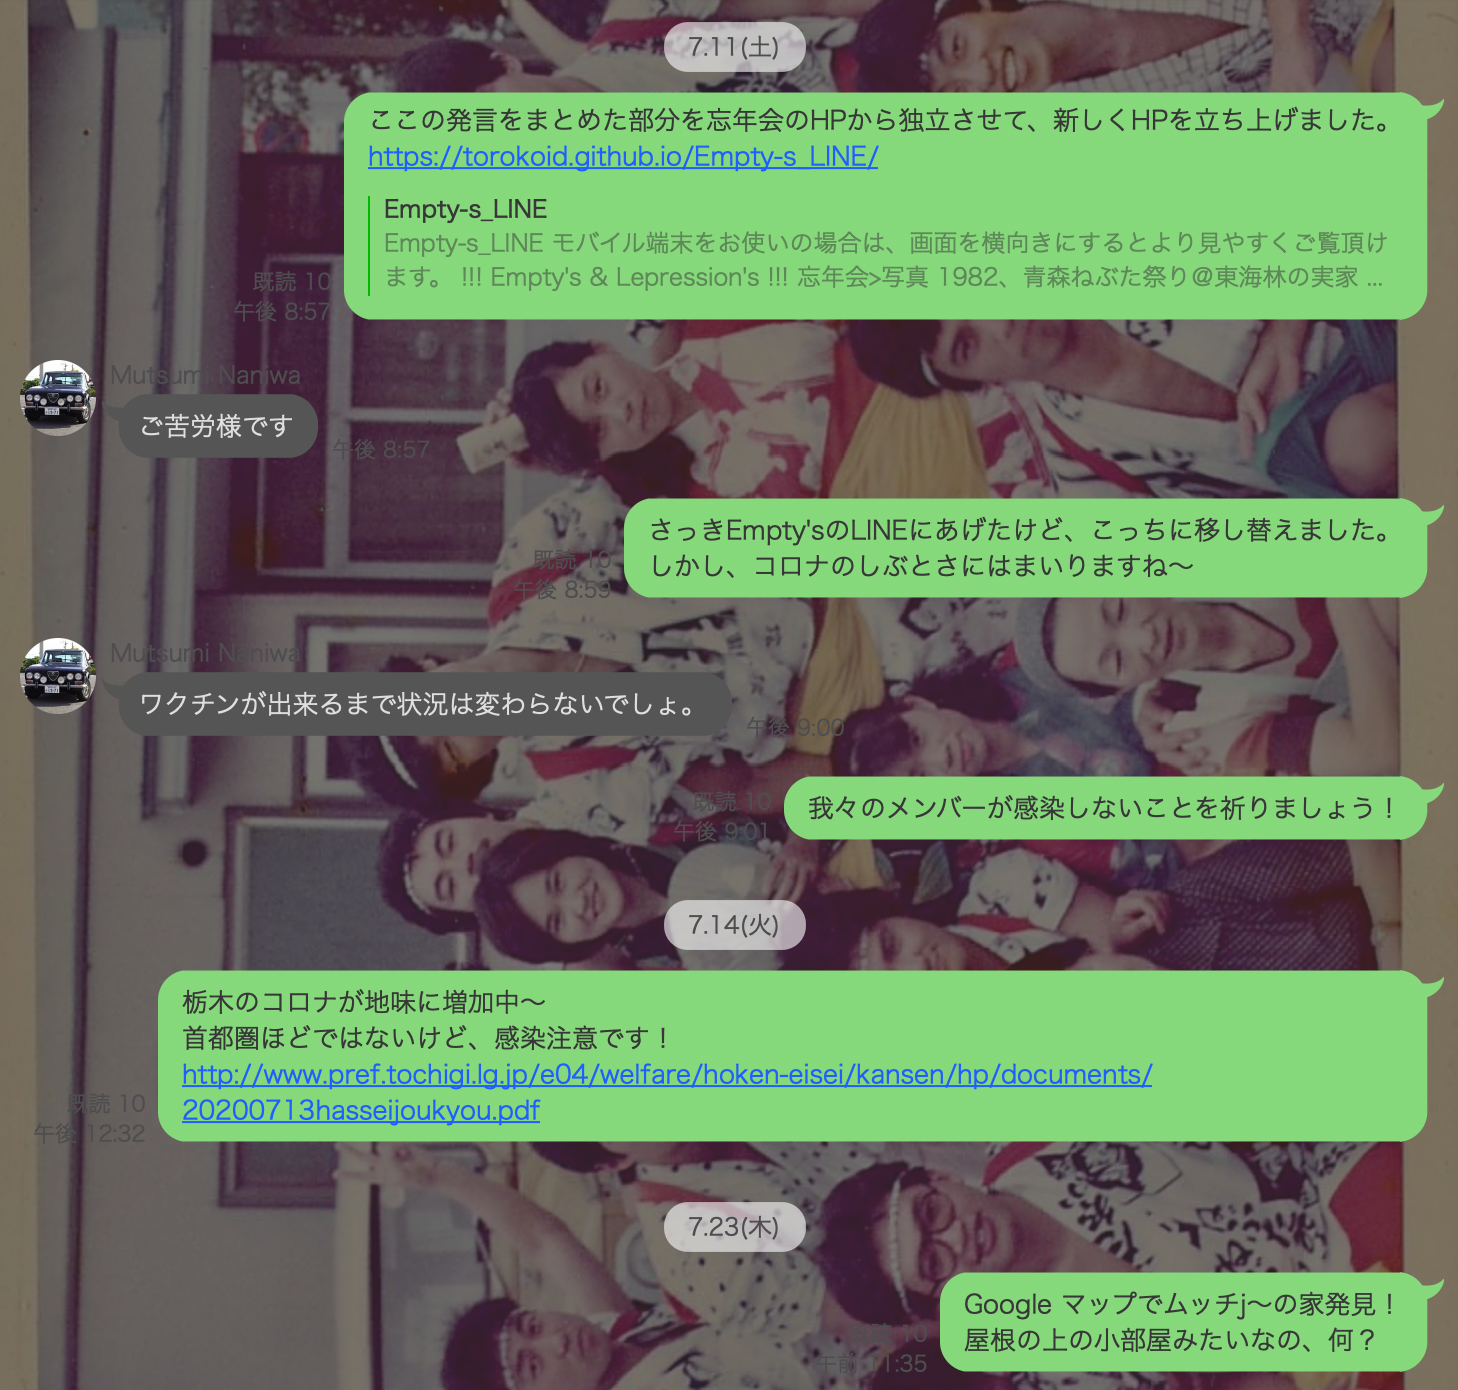 7.11(土)
ここの発言をまとめた部分を忘年会のHPから独立させて、新しくHPを立ち上げました。
https://torokoid.github.io/Empty-s_LINE/
Empty-s_LINE
Empty-s_LINE モバイル端末をお使いの場合は、画面を横向きにするとより見やすくご覧頂け
ます。 !!! Empty's & Lepression's !!! 忘年会>写真 1982、青森ねぶた祭り@東海林の実家 ...
既読 10
午後 8:57
Mutsumi Naniwa
ご苦労様です
午後 8:57
さっきEmpty'sのLINEにあげたけど、こっちに移し替えました。
しかし、コロナのしぶとさにはまいりますね〜
既読 10
午後 8:59
Mutsumi Naniwa
ワクチンが出来るまで状況は変わらないでしょ。
午後 9:00
我々のメンバーが感染しないことを祈りましょう！
既読 10
午後 9:01
7.14(火)
栃木のコロナが地味に増加中〜
首都圏ほどではないけど、感染注意です！
http://www.pref.tochigi.lg.jp/e04/welfare/hoken-eisei/kansen/hp/documents/
20200713hasseijoukyou.pdf
既読 10
午後 12:32
7.23(木)
Google マップでムッチj〜の家発見！
屋根の上の小部屋みたいなの、何？
既読 10
午前 11:35